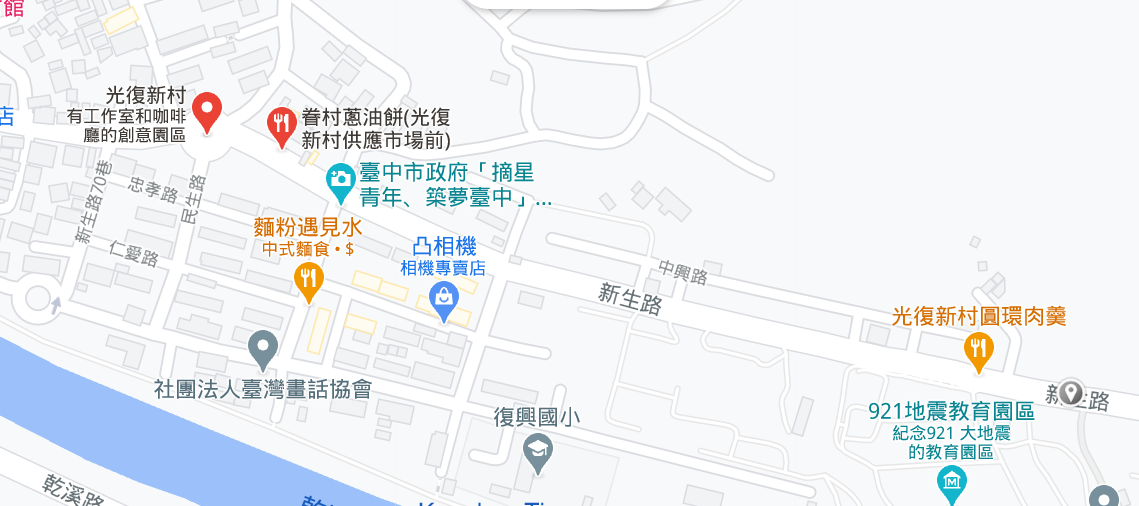 館
店
光復新村
有工作室和咖啡
廳的創意園區
眷村蔥油餅(光復
新村供應市場前)
臺中市政府「摘星
青年、築夢臺中」...
新生路70巷
忠孝路
民生路
仁愛路
麵粉遇見水
中式麵食 • $
凸相機
相機專賣店
中興路
新生路
光復新村圓環肉羹
新生路
社團法人臺灣畫話協會
復興國小
921地震教育園區
紀念921 大地震
的教育園區
乾溪路